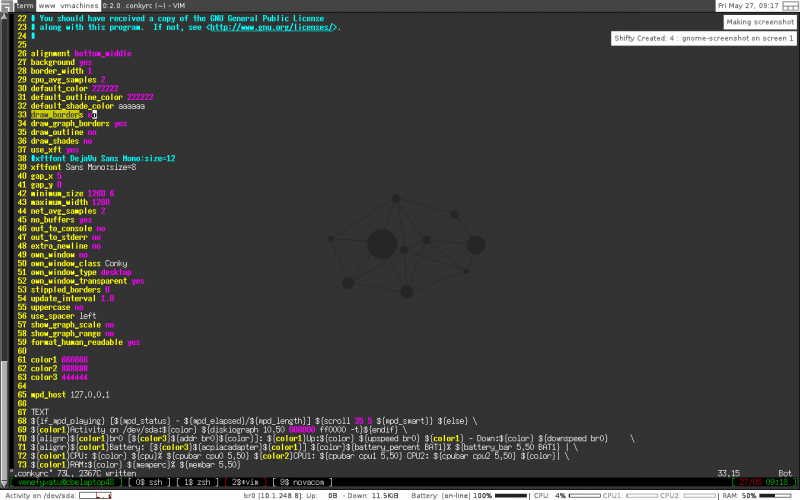 term www vmachines 0:2.0 .conkyrc (~) - VIM Fri May 27, 09:17
Making screenshot
Shifty Created: 4 : gnome-screenshot on screen 1
22 # You should have received a copy of the GNU General Public License
23 # along with this program. If not, see <http://www.gnu.org/licenses/>.
24 #
25
26 alignment bottom_middle
27 background yes
28 border_width 1
29 cpu_avg_samples 2
30 default_color 222222
31 default_outline_color 222222
32 default_shade_color aaaaaa
33 draw_borders no
34 draw_graph_borders yes
35 draw_outline no
36 draw_shades no
37 use_xft yes
38 #xftfont DejaVu Sans Mono:size=12
39 xftfont Sans Mono:size=8
40 gap_x 5
41 gap_y 0
42 minimum_size 1260 6
43 maximum_width 1260
44 net_avg_samples 2
45 no_buffers yes
46 out_to_console no
47 out_to_stderr no
48 extra_newline no
49 own_window no
50 own_window_class Conky
51 own_window_type desktop
52 own_window_transparent yes
53 stippled_borders 0
54 update_interval 1.0
55 uppercase no
56 use_spacer left
57 show_graph_scale no
58 show_graph_range no
59 format_human_readable yes
60
61 color1 666666
62 color2 888888
63 color3 444444
64
65 mpd_host 127.0.0.1
66
67 TEXT
68 ${if_mpd_playing} [${mpd_status} - ${mpd_elapsed}/${mpd_length}] ${scroll 35 5 ${mpd_smart}} ${else} \
69 ${color1}Activity on /dev/sda:${color} ${diskiograph 10,50 000000 ff0000 -t}${endif} \
70 ${alignr}${color1}br0 [${color3}${addr br0}${color}]: ${color1}Up:${color} ${upspeed br0} ${color1} - Down:${color} ${downspeed br0} \
71 ${alignr}${color1}Battery: [${color3}${acpiacadapter}${color1}] ${color}${battery_percent BAT1}% ${battery_bar 5,50 BAT1} | \
72 ${color1}CPU: ${color} ${cpu}% ${cpubar cpu0 5,50} ${color2}CPU1: ${cpubar cpu1 5,50} CPU2: ${cpubar cpu2 5,50} ${color}| \
73 ${color1}RAM:${color} ${memperc}% ${membar 5,50}
".conkyrc" 73L, 2367C written 33,15 Bot
[ venefyxatu@cbelaptop48 ] [ 0$ ssh ] [ 1$ ssh ] [ 2$*vim ] [ 9$ novacom ] [ 27/05 09:18 ]
Activity on /dev/sda: br0 [10.1.248.8]: Up: 0B - Down: 11.5KiB Battery: [on-line] 100% | CPU: 4% CPU1: CPU2: | RAM: 50%